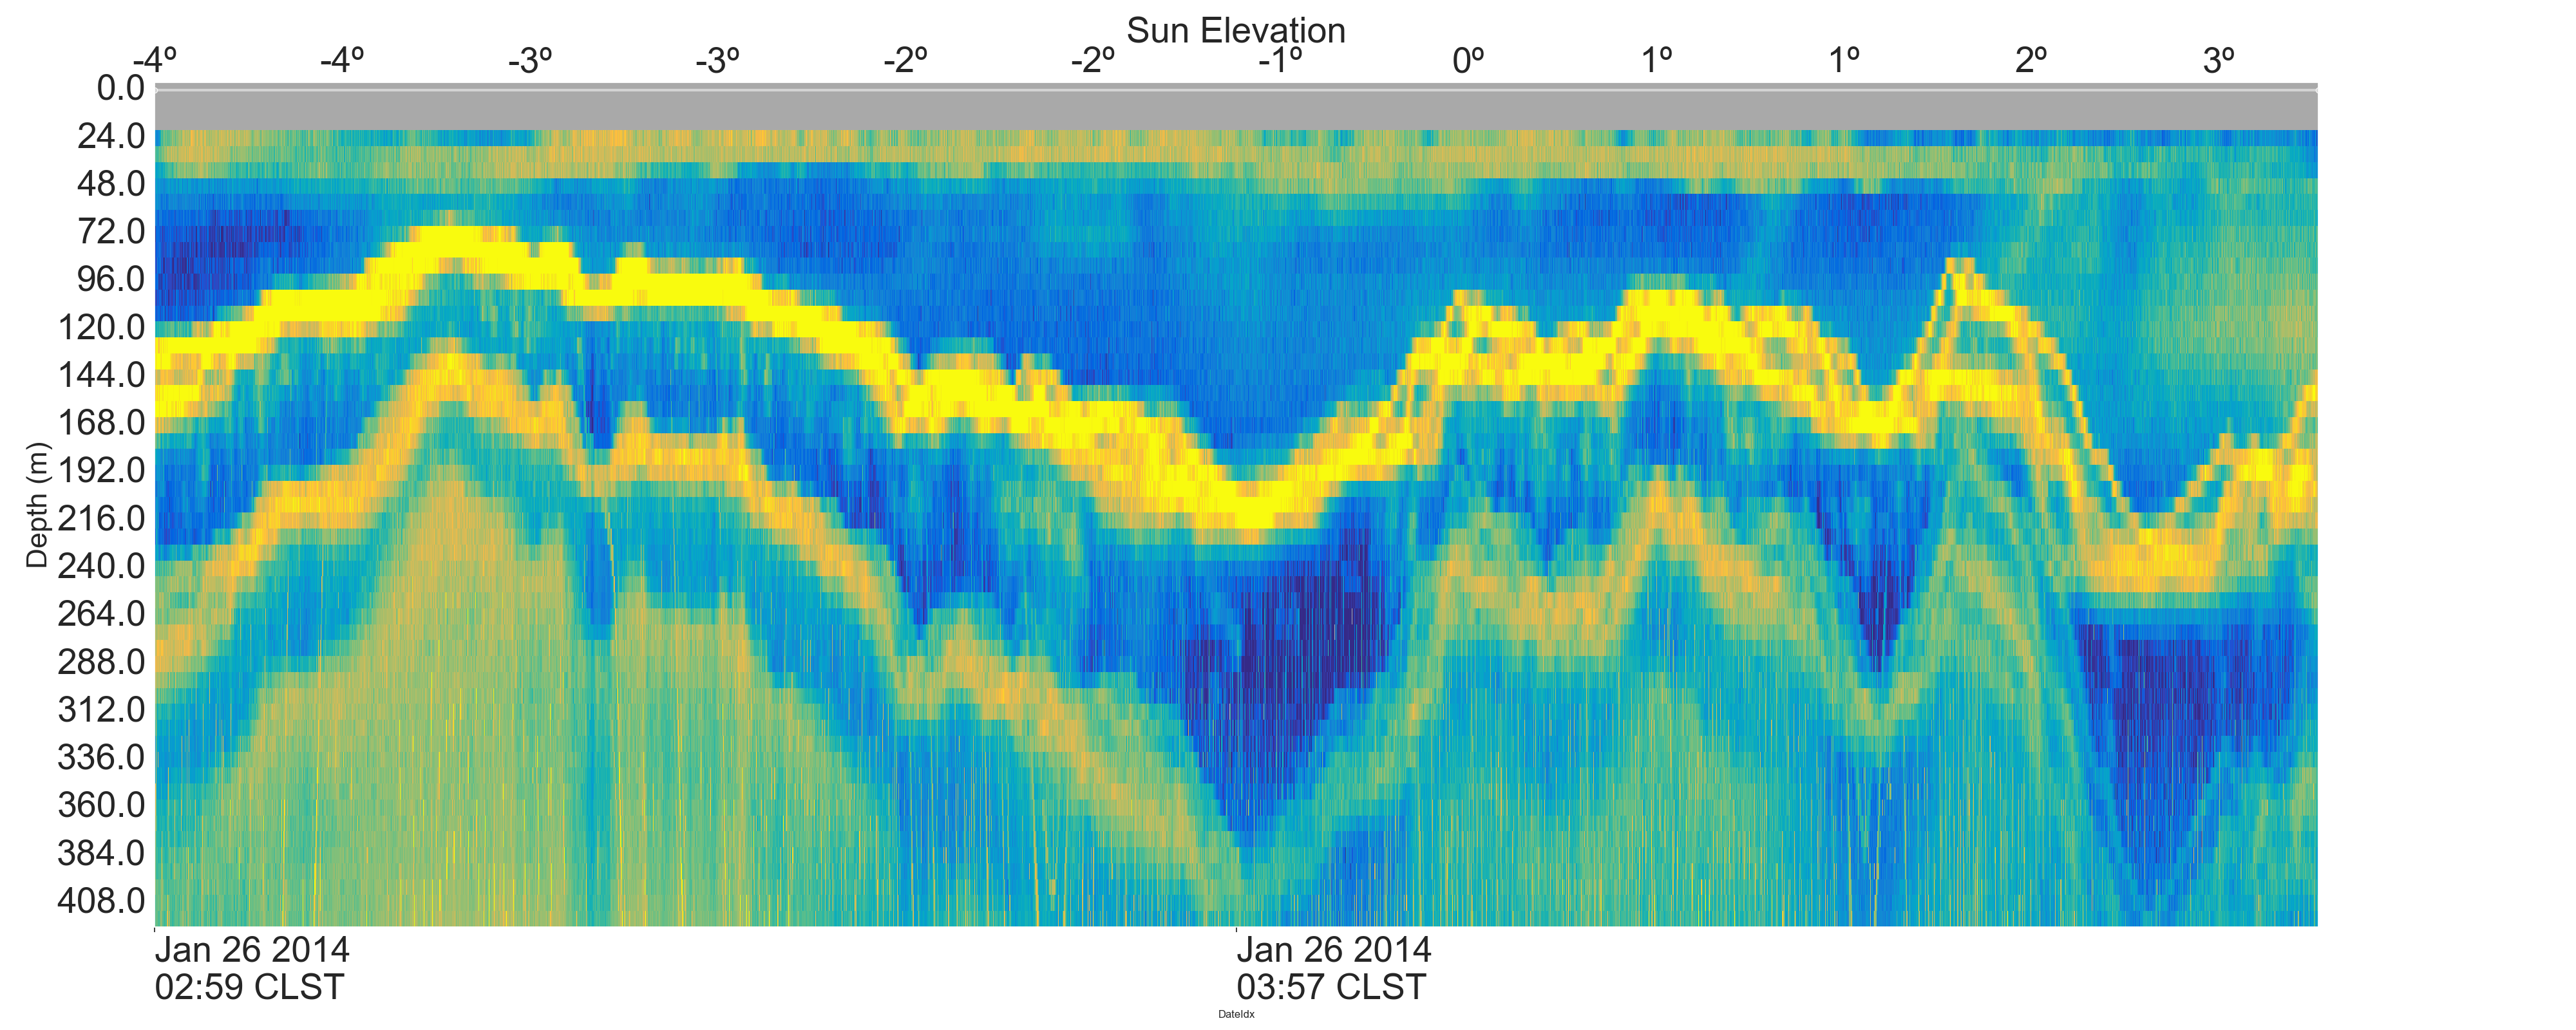 Sun Elevation
-4º -4º -3º -3º -2º -2º -1º 0º 1º 1º 2º 3º
0.0
24.0
48.0
72.0
96.0
120.0
144.0
168.0
192.0
216.0
240.0
264.0
288.0
312.0
336.0
360.0
384.0
408.0
Depth (m)
Jan 26 2014
02:59 CLST
Jan 26 2014
03:57 CLST
DateIdx